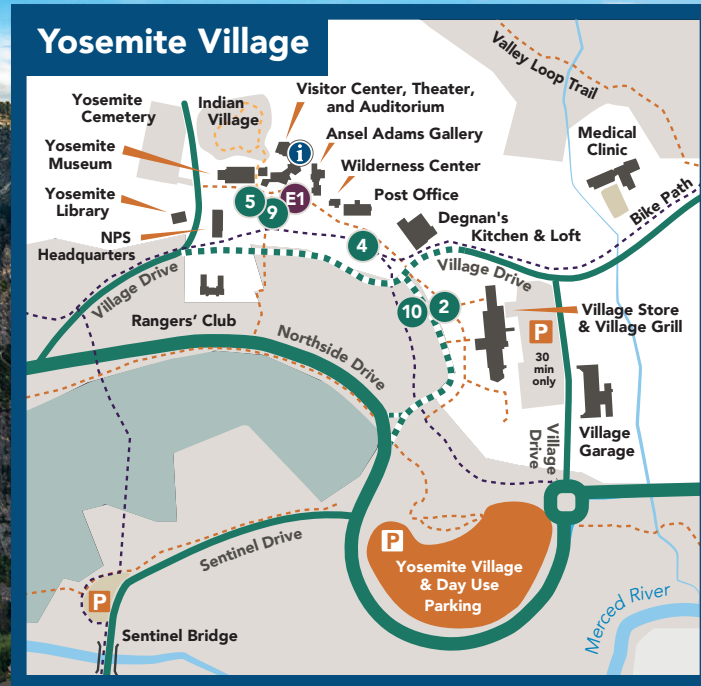 Yosemite Village
Valley Loop Trail
Yosemite
Cemetery
Indian
Village
Visitor Center, Theater,
and Auditorium
i
Ansel Adams Gallery
Medical
Clinic
Yosemite
Museum
Wilderness Center
Yosemite
Library
5
9
E1
Post Office
Bike Path
NPS
Headquarters
4
Degnan's
Kitchen & Loft
Village Drive
Village Drive
10
2
Rangers' Club
Village Store
& Village Grill
P
30
min
only
Northside Drive
Village
Drive
Village
Garage
Sentinel Drive
P
Yosemite Village
& Day Use
Parking
P
Merced River
Sentinel Bridge